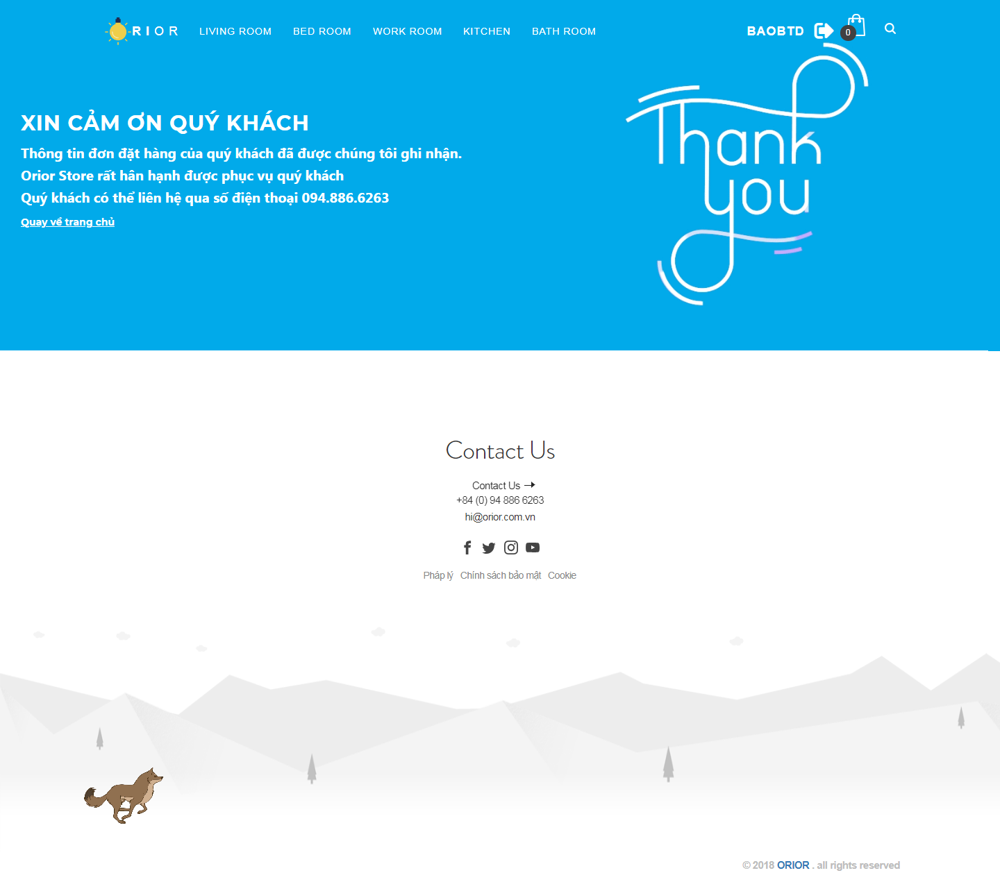 RIOR LIVING ROOM BED ROOM WORK ROOM KITCHEN BATH ROOM BAOBTD 0
XIN CẢM ƠN QUÝ KHÁCH
Thông tin đơn đặt hàng của quý khách đã được chúng tôi ghi nhận.
Orior Store rất hân hạnh được phục vụ quý khách
Quý khách có thể liên hệ qua số điện thoại 094.886.6263
Quay về trang chủ
Thank
you
Contact Us
Contact Us
+84 (0) 94 886 6263
hi@orior.com.vn
Pháp lý Chính sách bảo mật Cookie
© 2018 ORIOR . all rights reserved